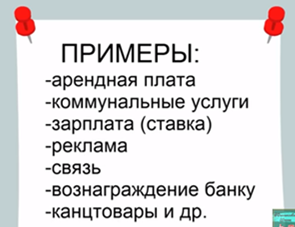 ПРИМЕРЫ:
-арендная плата
-коммунальные услуги
-зарплата (ставка)
-реклама
-связь
-вознаграждение банку
-канцтовары и др.